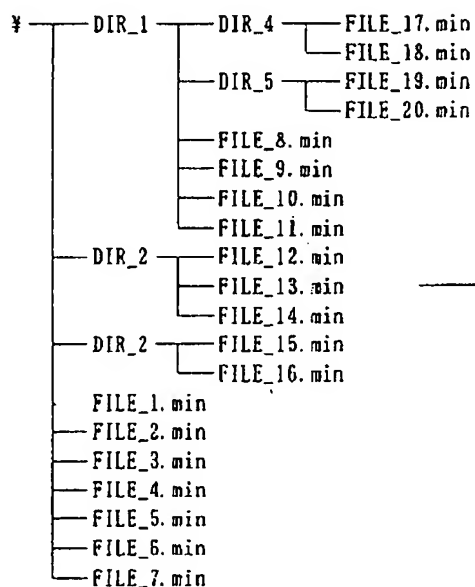 ¥ DIR_1 DIR_4 FILE_17.min
FILE_18.min
DIR_5 FILE_19.min
FILE_20.min
FILE_8.min
FILE_9.min
FILE_10.min
FILE_11.min
DIR_2 FILE_12.min
FILE_13.min
FILE_14.min
DIR_2 FILE_15.min
FILE_16.min
FILE_1.min
FILE_2.min
FILE_3.min
FILE_4.min
FILE_5.min
FILE_6.min
FILE_7.min